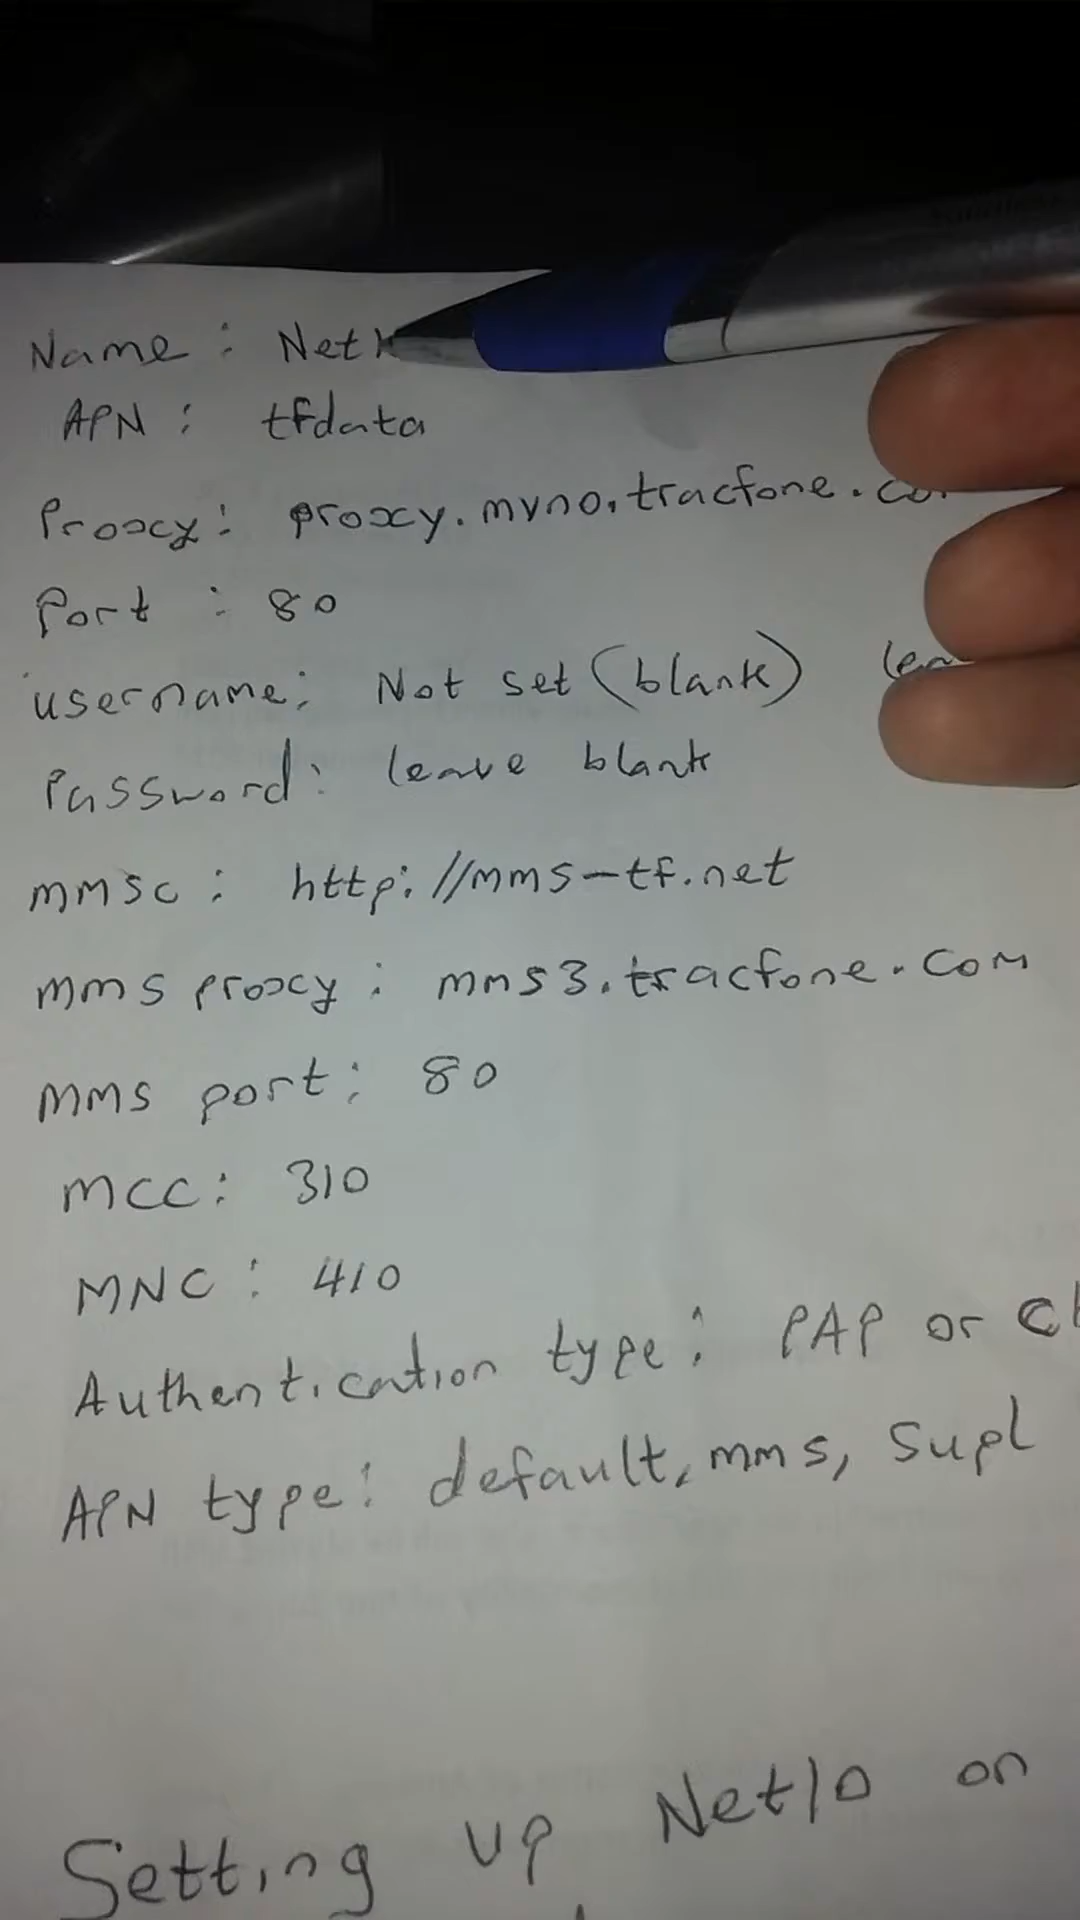 Name : Net
APN : tfdata
Proxy: proxy.mvno.tracfone.
Port : 80
username: Not set (blank)
Password: leave blank
mmsc : http://mms-tf.net
mms proxy : mms3.tracfone.com
mms port: 80
MCC: 310
MNC : 410
Authentication type: PAP or
APN type: default, mms, supl
Setting up Net10 on